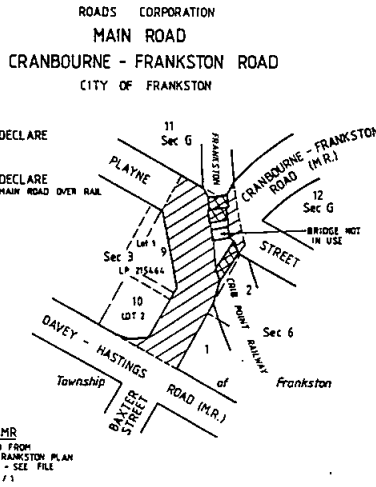 ROADS CORPORATION
MAIN ROAD
CRANBOURNE - FRANKSTON ROAD
CITY OF FRANKSTON
DECLARE
DECLARE
MAIN ROAD OVER RAIL
11
Sec G
PLAYNE
FRANKSTON
CRANBOURNE - FRANKSTON
ROAD (M.R.)
12
Sec G
BRIDGE NOT
IN USE
STREET
Sec 3
Lot 1
9
LP 215464
10
LOT 2
2
CRIB POINT RAILWAY
Sec 6
1
DAVEY - HASTINGS
ROAD (M.R.)
Township of Frankston
BAXTER
STREET
MR
FROM
FRANKSTON PLAN
- SEE FILE
/ 1